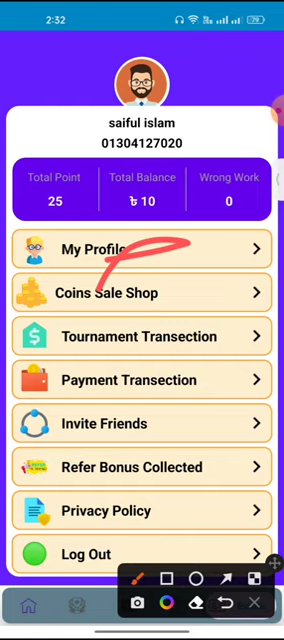 2:32
79
saiful islam
01304127020
Total Point Total Balance Wrong Work
25 ৳ 10 0
My Profile
Coins Sale Shop
Tournament Transection
Payment Transection
Invite Friends
Refer Bonus Collected
Privacy Policy
Log Out